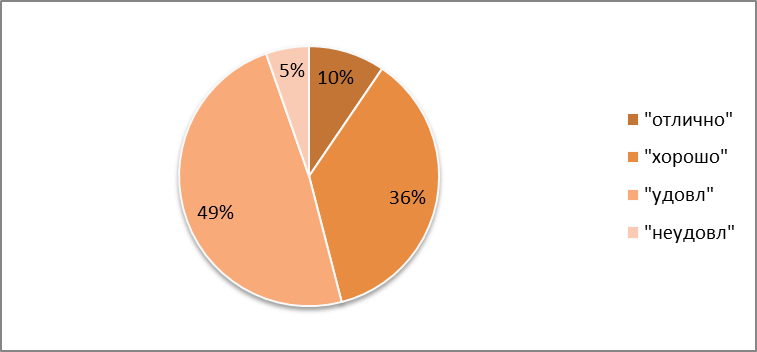 5%
10%
36%
49%
"отлично"
"хорошо"
"удовл"
"неудовл"